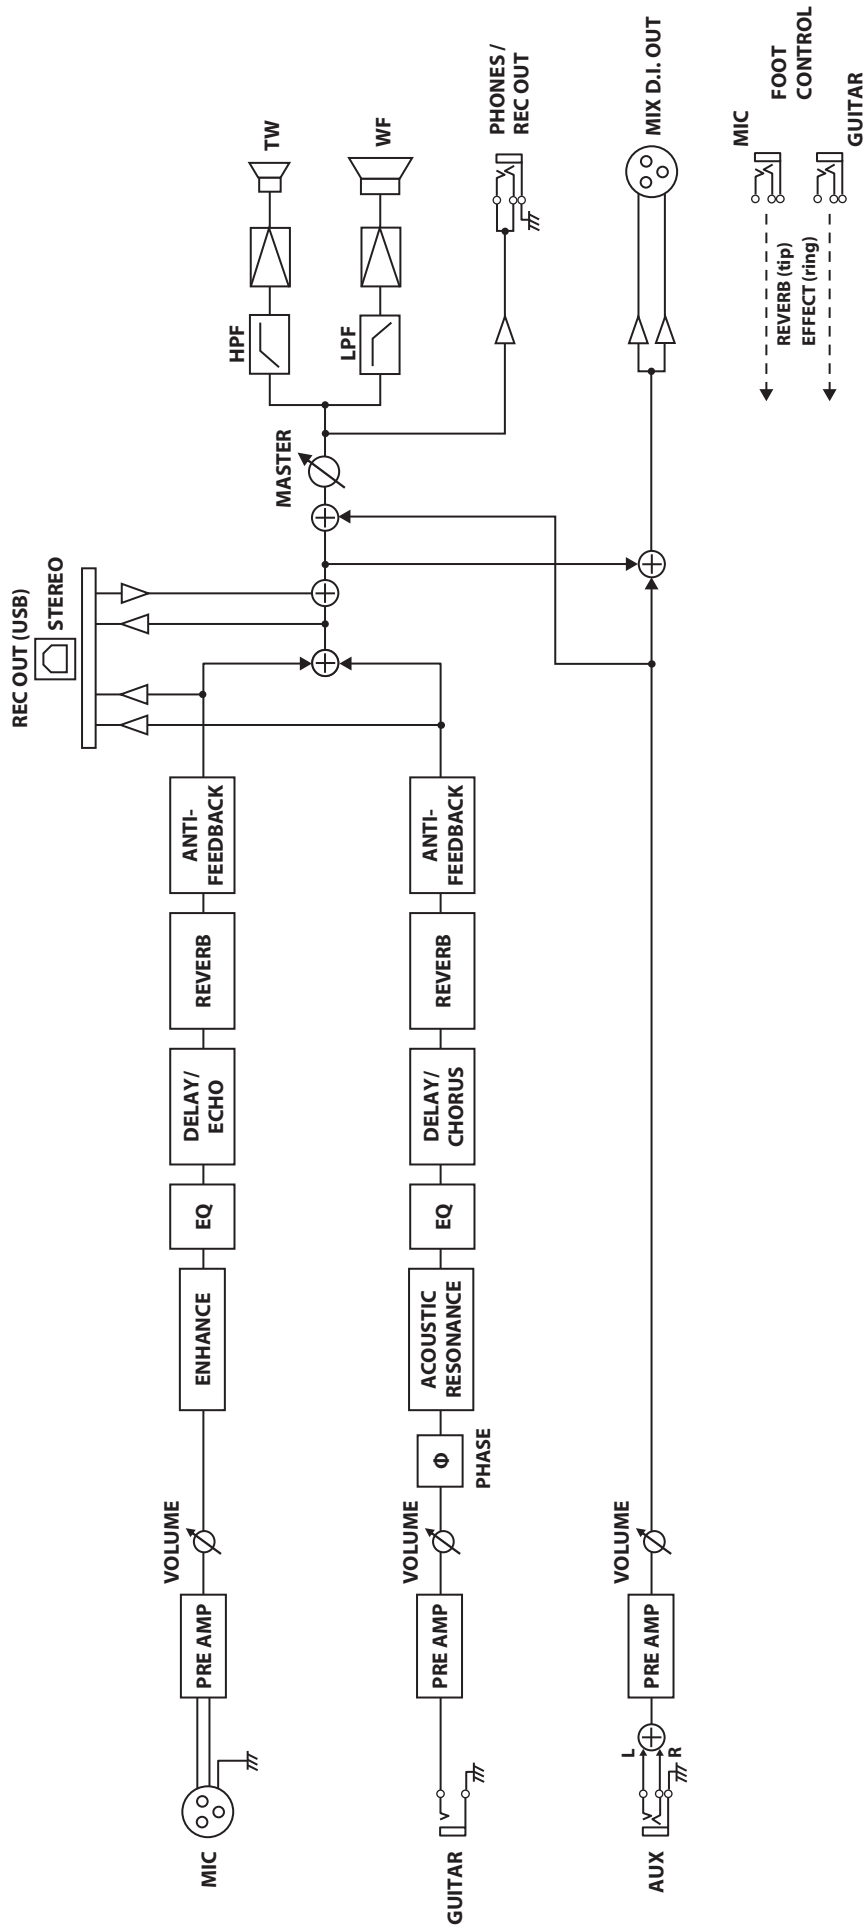 REC OUT (USB)
STEREO
MASTER
HPF
TW
LPF
WF
PHONES /
REC OUT
MIX D.I. OUT
MIC
VOLUME
PRE AMP
ENHANCE
EQ
DELAY/
ECHO
REVERB
ANTI-
FEEDBACK
GUITAR
PRE AMP
VOLUME
Φ
PHASE
ACOUSTIC
RESONANCE
EQ
DELAY/
CHORUS
REVERB
ANTI-
FEEDBACK
AUX
L
R
PRE AMP
VOLUME
REVERB (tip)
EFFECT (ring)
MIC
FOOT
CONTROL
GUITAR